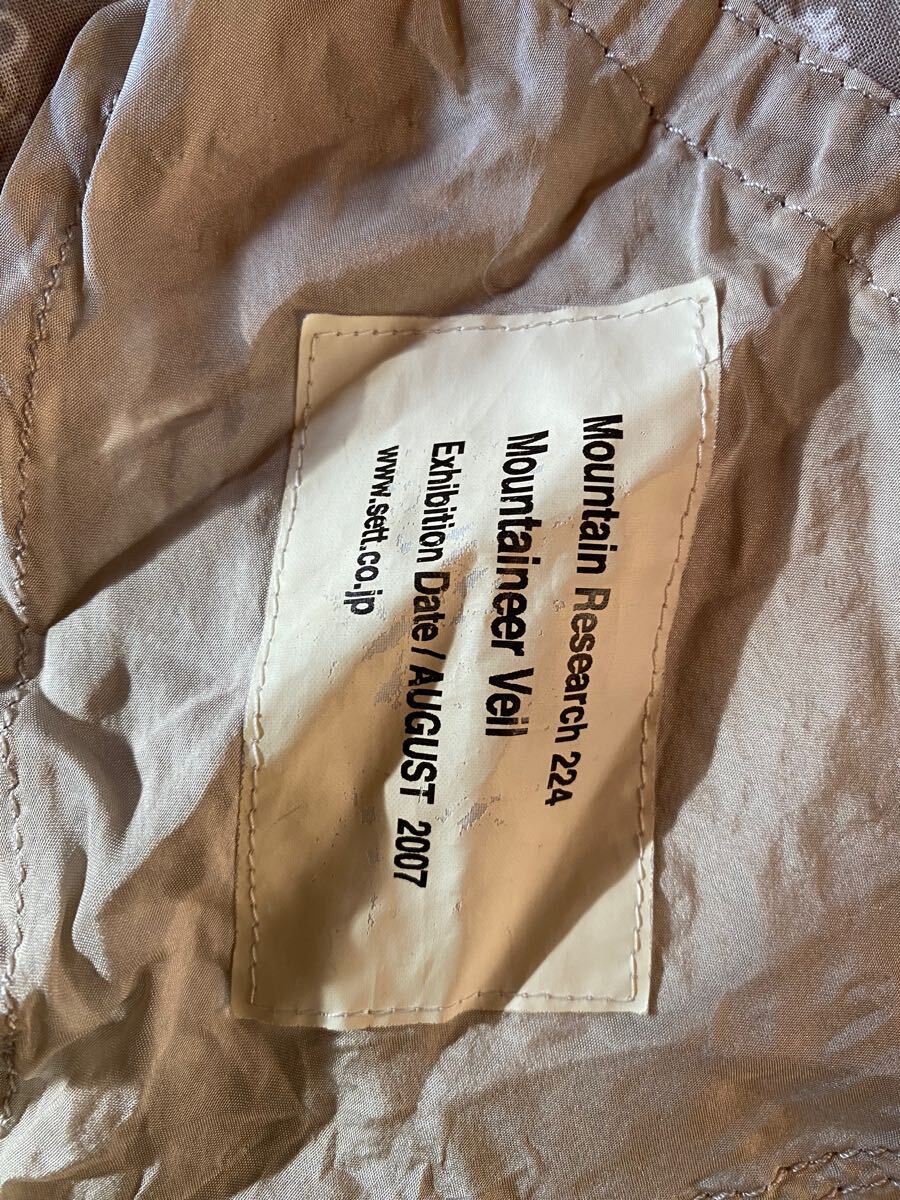 Mountain Research 224
Mountaineer Veil
Exhibition Date / AUGUST 2007
www.sett.co.jp